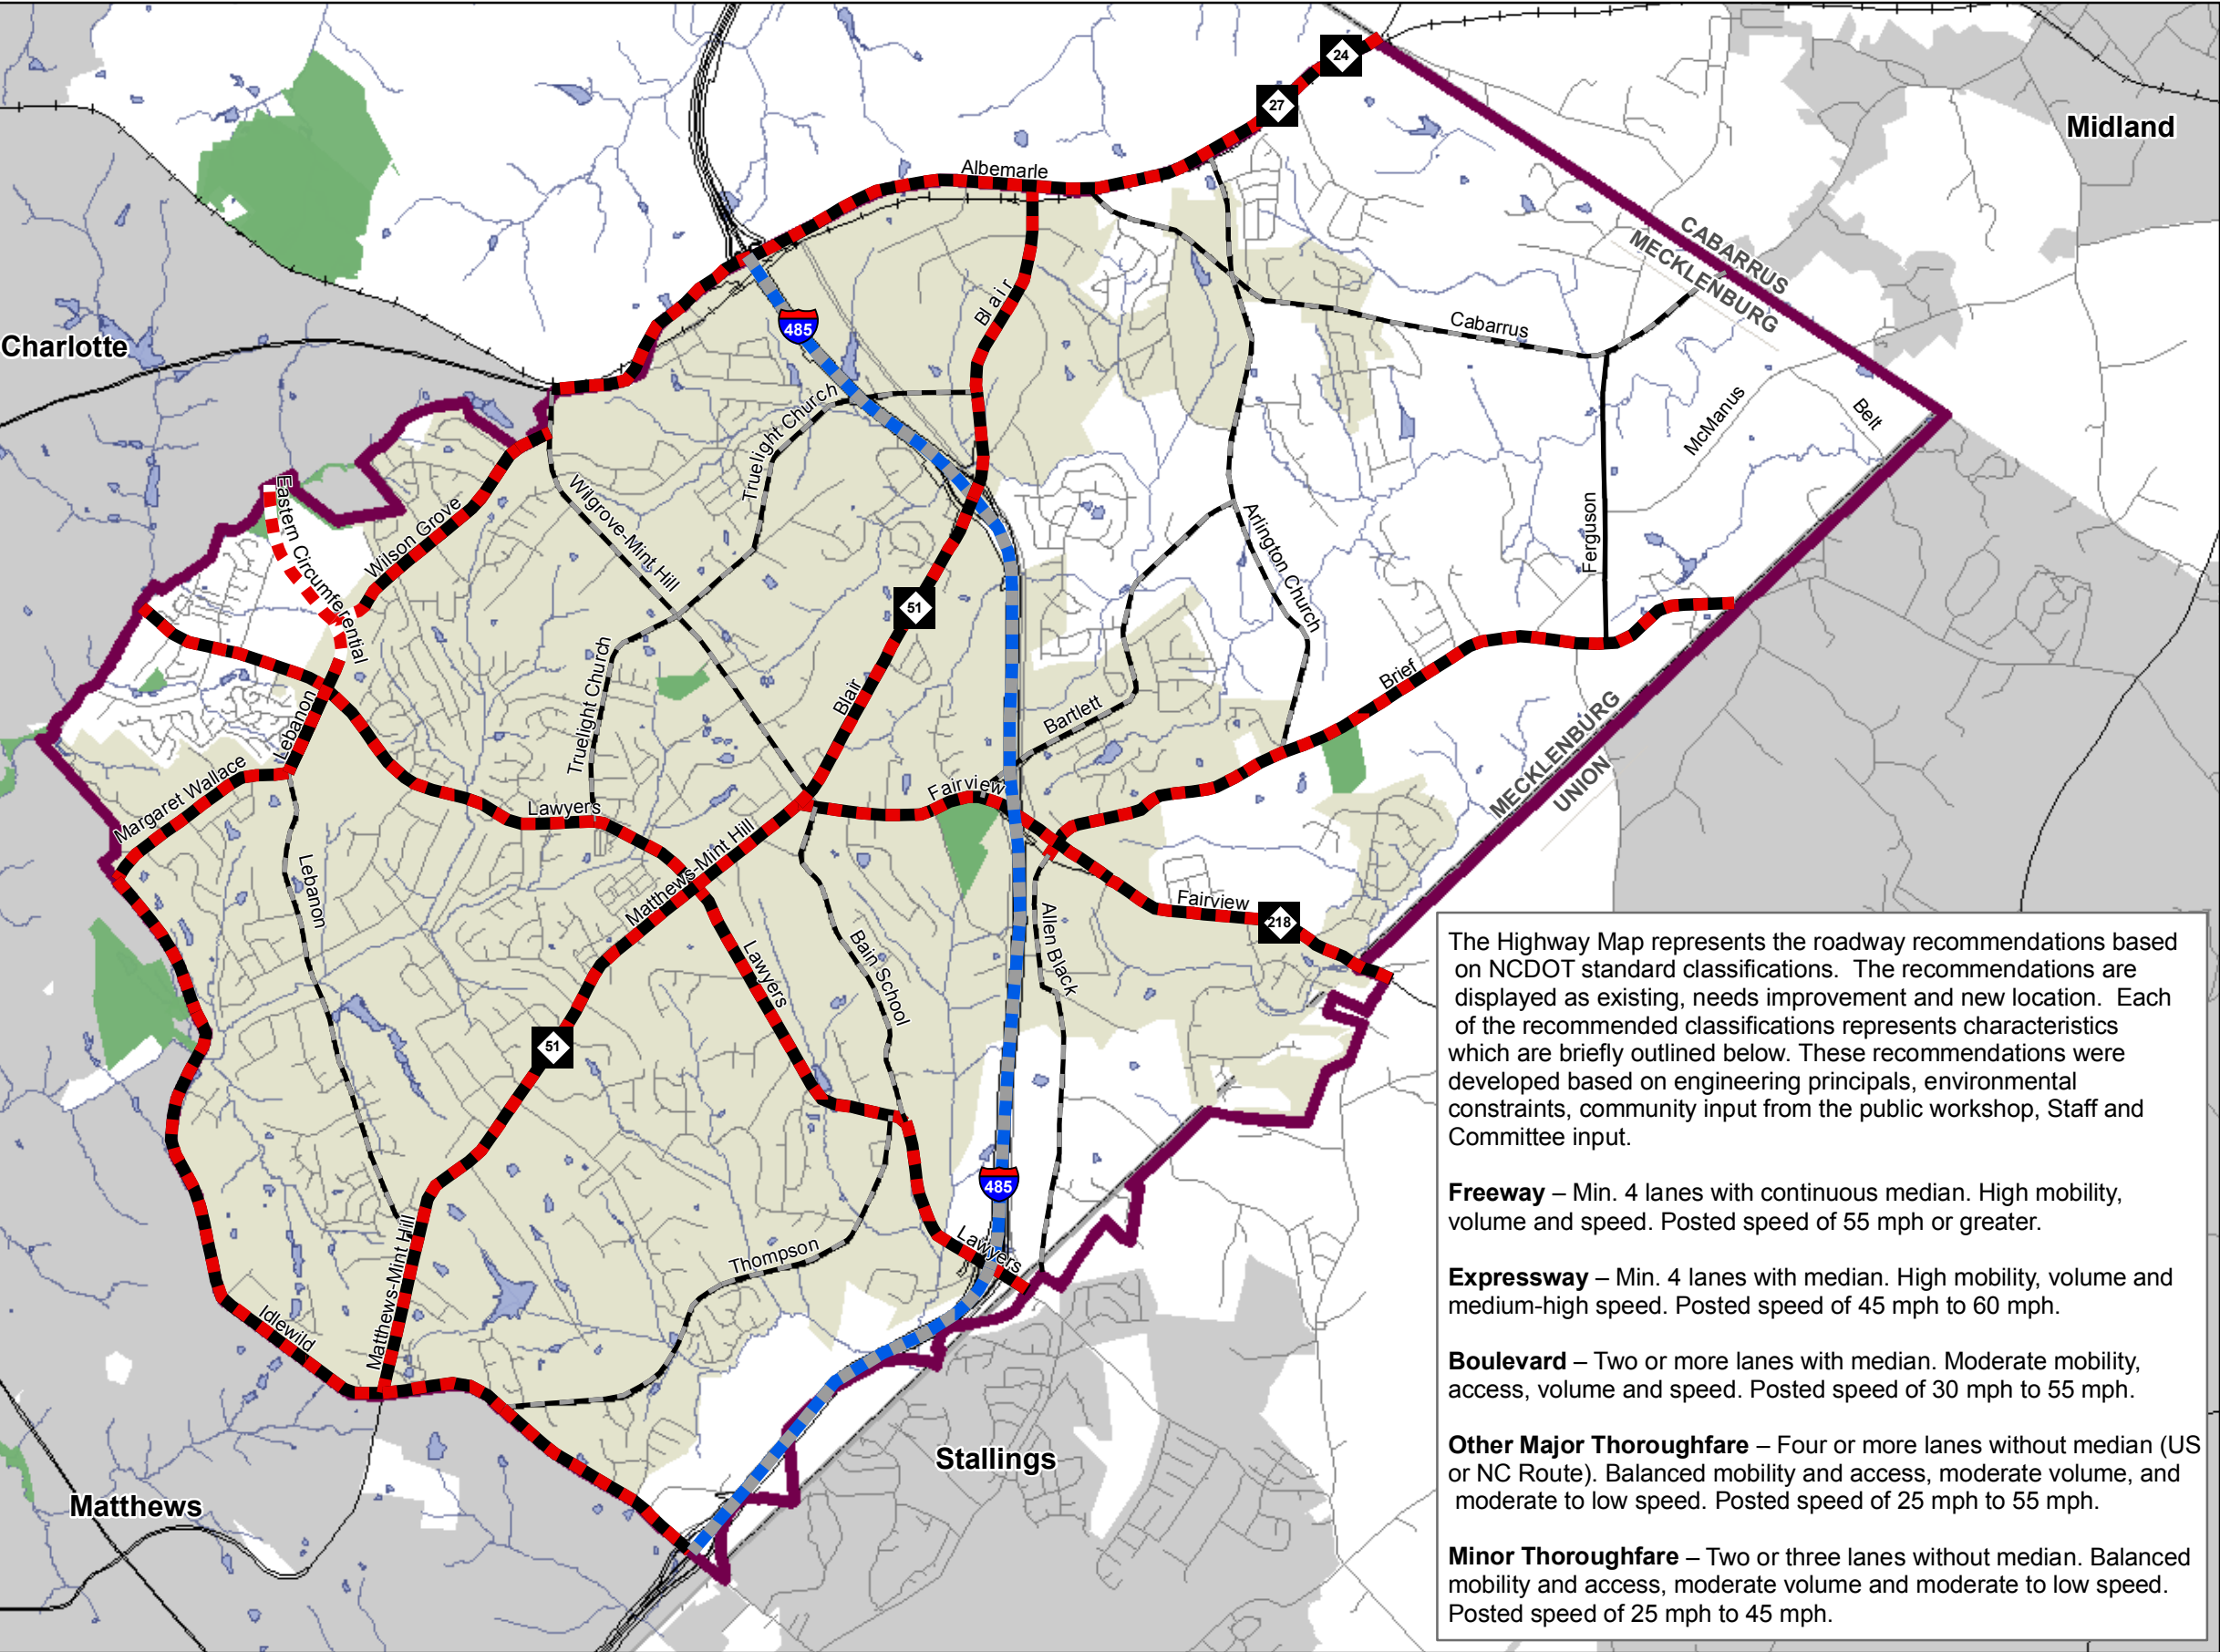 24
27
Midland
Albemarle
CABARRUS
MECKLENBURG
Blair
485
Cabarrus
Charlotte
Truelight Church
McManus
Belt
Eastern Circumferential
Wilson Grove
Wilgrove-Mint Hill
Arlington Church
Ferguson
51
Truelight Church
Blair
Brief
Lebanon
Bartlett
MECKLENBURG
UNION
Margaret Wallace
Lawyers
Fairview
Matthews-Mint Hill
Lebanon
Fairview
218
Allen Black
Bain School
Lawyers
51
485
Thompson
Lawyers
Matthews-Mint Hill
Idlewild
Stallings
Matthews
The Highway Map represents the roadway recommendations based
on NCDOT standard classifications. The recommendations are
displayed as existing, needs improvement and new location. Each
of the recommended classifications represents characteristics
which are briefly outlined below. These recommendations were
developed based on engineering principals, environmental
constraints, community input from the public workshop, Staff and
Committee input.
Freeway – Min. 4 lanes with continuous median. High mobility,
volume and speed. Posted speed of 55 mph or greater.
Expressway – Min. 4 lanes with median. High mobility, volume and
medium-high speed. Posted speed of 45 mph to 60 mph.
Boulevard – Two or more lanes with median. Moderate mobility,
access, volume and speed. Posted speed of 30 mph to 55 mph.
Other Major Thoroughfare – Four or more lanes without median (US
or NC Route). Balanced mobility and access, moderate volume, and
moderate to low speed. Posted speed of 25 mph to 55 mph.
Minor Thoroughfare – Two or three lanes without median. Balanced
mobility and access, moderate volume and moderate to low speed.
Posted speed of 25 mph to 45 mph.